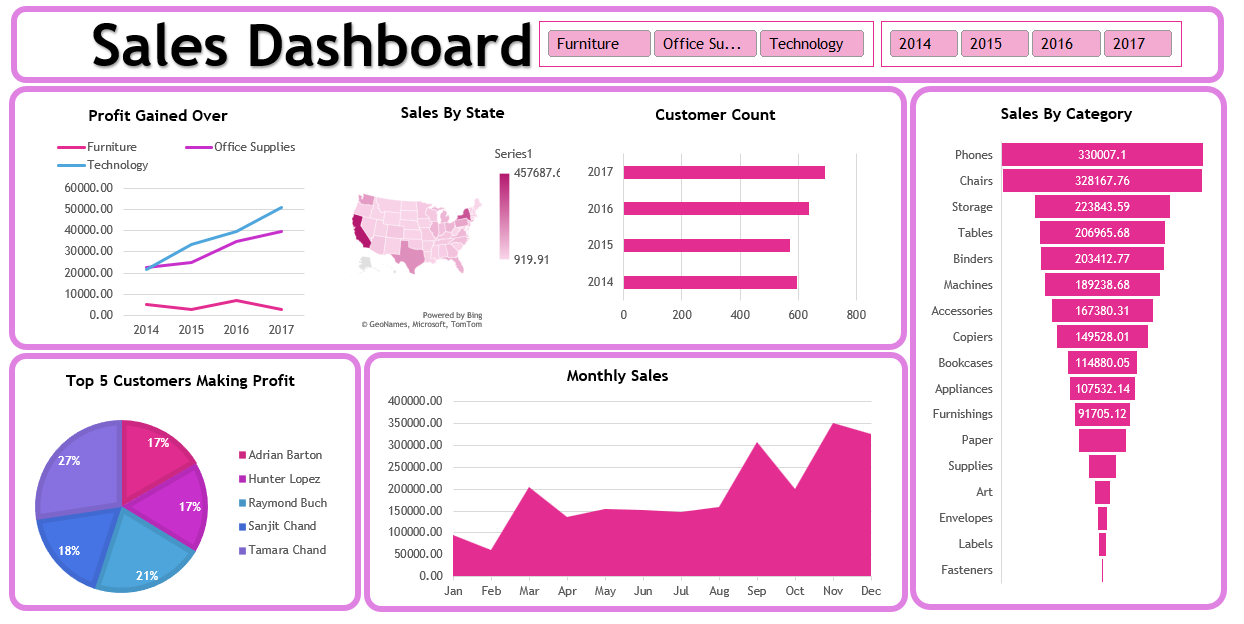 Sales Dashboard
Furniture
Office Su...
Technology
2014
2015
2016
2017
Profit Gained Over
Furniture
Office Supplies
Technology
60000.00
50000.00
40000.00
30000.00
20000.00
10000.00
0.00
2014 2015 2016 2017
Sales By State
Series1
457687.6
919.91
Powered by Bing
© GeoNames, Microsoft, TomTom
Customer Count
2017
2016
2015
2014
0 200 400 600 800
Sales By Category
Phones 330007.1
Chairs 328167.76
Storage 223843.59
Tables 206965.68
Binders 203412.77
Machines 189238.68
Accessories 167380.31
Copiers 149528.01
Bookcases 114880.05
Appliances 107532.14
Furnishings 91705.12
Paper
Supplies
Art
Envelopes
Labels
Fasteners
Top 5 Customers Making Profit
17%
17%
21%
18%
27%
Adrian Barton
Hunter Lopez
Raymond Buch
Sanjit Chand
Tamara Chand
Monthly Sales
400000.00
350000.00
300000.00
250000.00
200000.00
150000.00
100000.00
50000.00
0.00
Jan Feb Mar Apr May Jun Jul Aug Sep Oct Nov Dec